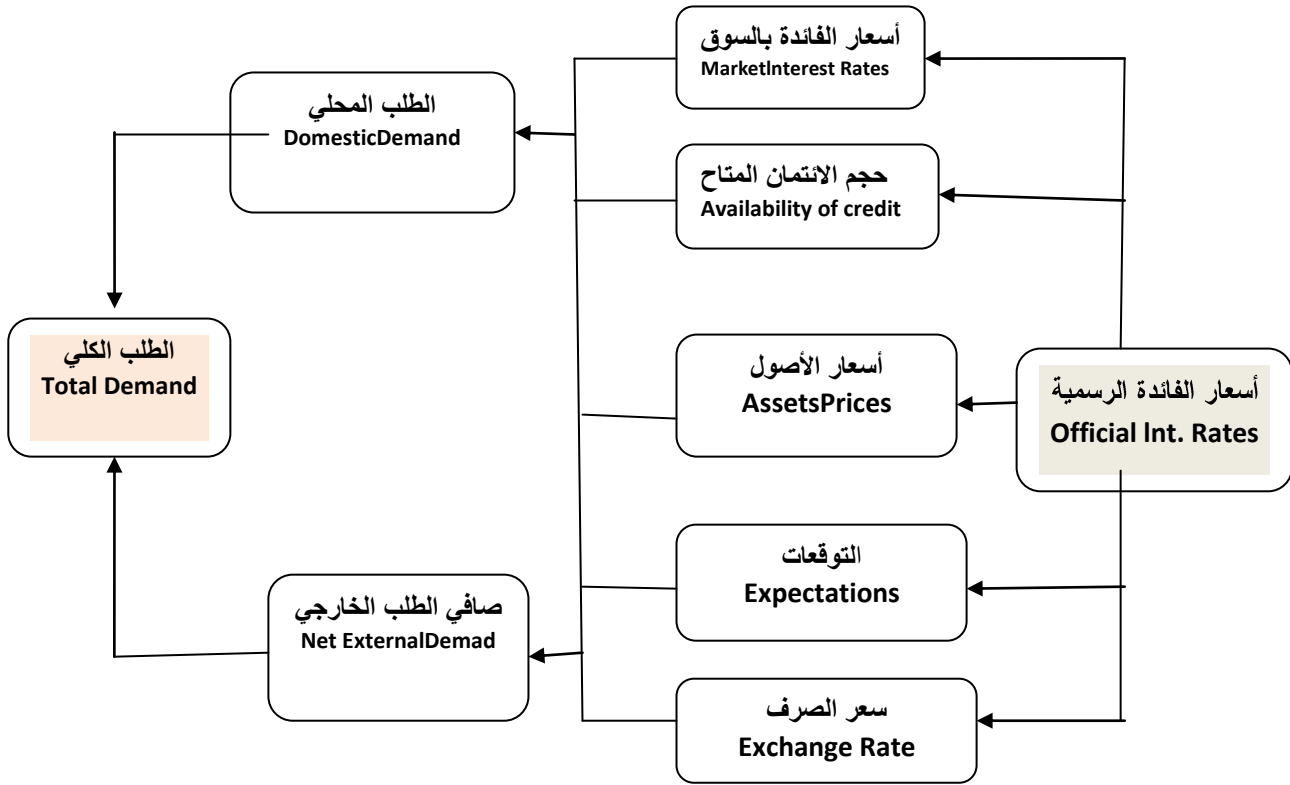 أسعار الفائدة بالسوق
MarketInterest Rates
الطلب المحلي
DomesticDemand
حجم الائتمان المتاح
Availability of credit
الطلب الكلي
Total Demand
أسعار الأصول
AssetsPrices
أسعار الفائدة الرسمية
Official Int. Rates
التوقعات
Expectations
صافي الطلب الخارجي
Net ExternalDemad
سعر الصرف
Exchange Rate